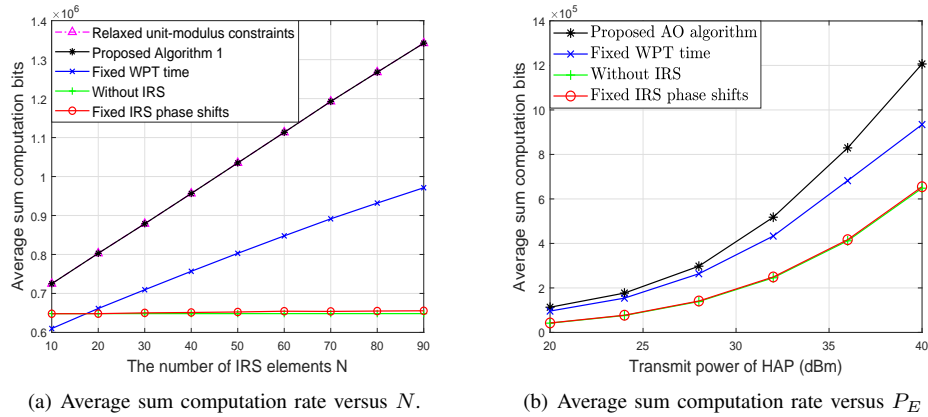 ×10^6
1.4
1.3
1.2
1.1
1
0.9
0.8
0.7
0.6
Average sum computation bits
Relaxed unit-modulus constraints
Proposed Algorithm 1
Fixed WPT time
Without IRS
Fixed IRS phase shifts
10 20 30 40 50 60 70 80 90
The number of IRS elements N
(a) Average sum computation rate versus N.
×10^5
14
12
10
8
6
4
2
0
Average sum computation bits
Proposed AO algorithm
Fixed WPT time
Without IRS
Fixed IRS phase shifts
20 25 30 35 40
Transmit power of HAP (dBm)
(b) Average sum computation rate versus P_E